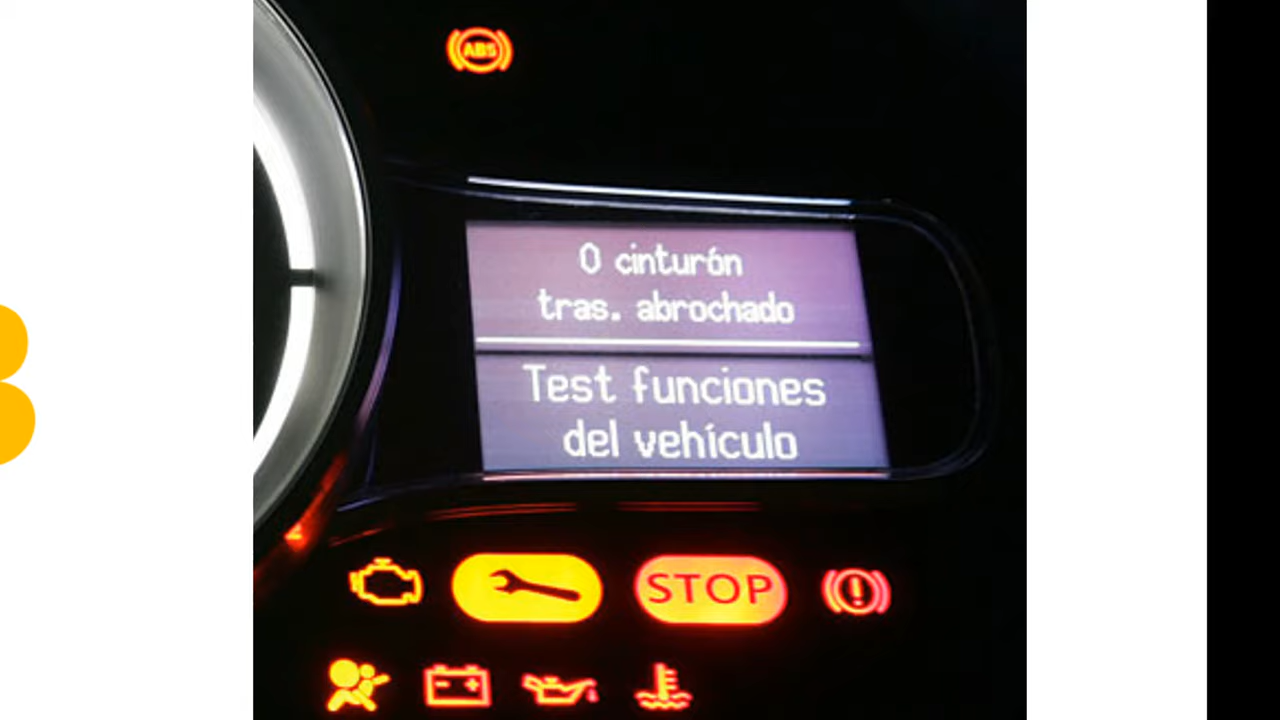 ABS
0 cinturón
tras. abrochado
Test funciones
del vehículo
STOP